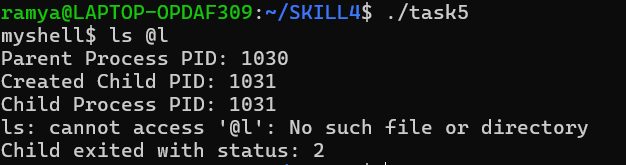 ramya@LAPTOP-OPDAF309:~/SKILL4$ ./task5
myshell$ ls @l
Parent Process PID: 1030
Created Child PID: 1031
Child Process PID: 1031
ls: cannot access '@l': No such file or directory
Child exited with status: 2